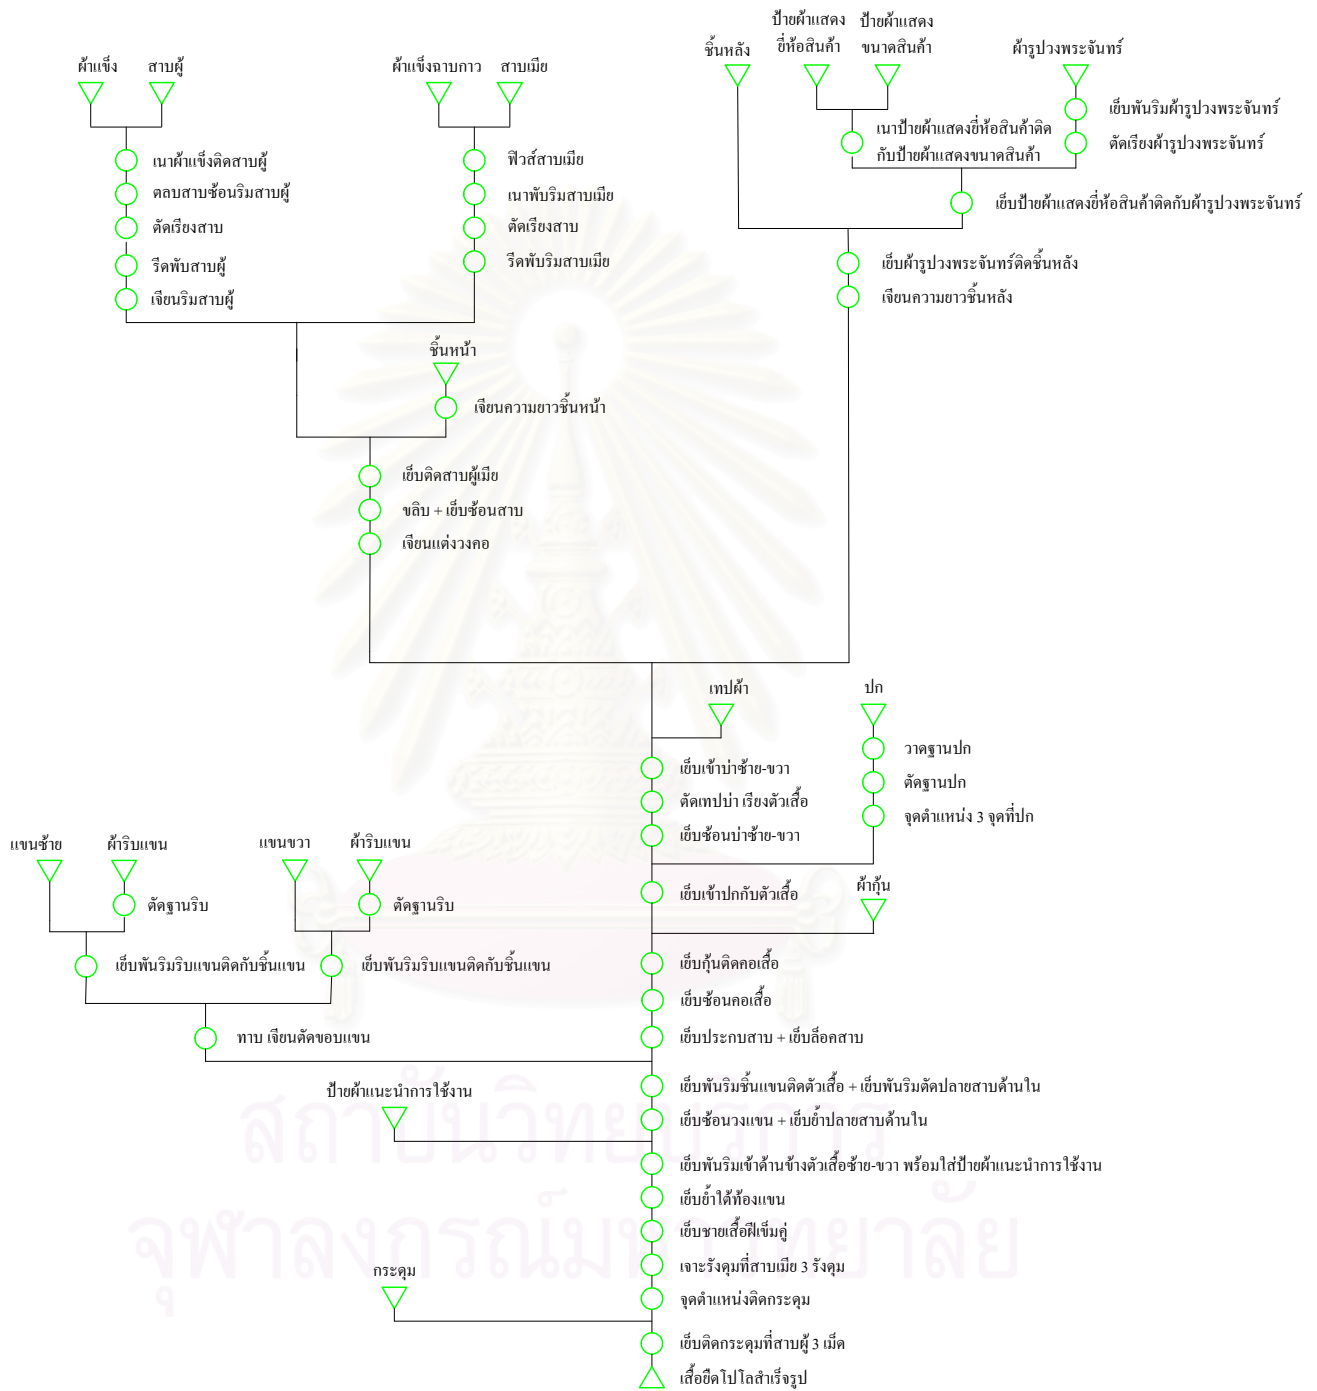 ป้ายผ้าแสดง ป้ายผ้าแสดง
ชิ้นหลัง ยี่ห้อสินค้า ขนาดสินค้า ผ้ารูปวงพระจันทร์
ผ้าแข็ง สาบผู้ ผ้าแข็งฉาบกาว สาบเมีย
เย็บพันริมผ้ารูปวงพระจันทร์
เนาป้ายผ้าแสดงยี่ห้อสินค้าติด
กับป้ายผ้าแสดงขนาดสินค้า
ตัดเรียงผ้ารูปวงพระจันทร์
เนาผ้าแข็งติดสาบผู้ ฟิวส์สาบเมีย
ตลบสาบซ้อนริมสาบผู้ เนาพับริมสาบเมีย
เย็บป้ายผ้าแสดงยี่ห้อสินค้าติดกับผ้ารูปวงพระจันทร์
ตัดเรียงสาบ ตัดเรียงสาบ
รีดพับสาบผู้ รีดพับริมสาบเมีย เย็บผ้ารูปวงพระจันทร์ติดชิ้นหลัง
เจียนริมสาบผู้ เจียนความยาวชิ้นหลัง
ชิ้นหน้า
เจียนความยาวชิ้นหน้า
เย็บติดสาบผู้เมีย
ขลิบ + เย็บซ้อนสาบ
เจียนแต่งวงคอ
เทปผ้า ปก
วาดฐานปก
เย็บเข้าบ่าซ้าย-ขวา
ตัดฐานปก
ตัดเทปบ่า เรียงตัวเสื้อ
จุดตำแหน่ง 3 จุดที่ปก
เย็บซ้อนบ่าซ้าย-ขวา
แขนซ้าย ผ้าริบแขน แขนขวา ผ้าริบแขน
เย็บเข้าปกกับตัวเสื้อ ผ้ากุ้น
ตัดฐานริบ ตัดฐานริบ
เย็บพันริมริบแขนติดกับชิ้นแขน เย็บพันริมริบแขนติดกับชิ้นแขน เย็บกุ้นติดคอเสื้อ
เย็บซ้อนคอเสื้อ
ทาบ เจียนตัดขอบแขน เย็บประกบสาบ + เย็บล็อคสาบ
เย็บพันริมชิ้นแขนติดตัวเสื้อ + เย็บพันริมตัดปลายสาบด้านใน
ป้ายผ้าแนะนำการใช้งาน
เย็บซ้อนวงแขน + เย็บย้ำปลายสาบด้านใน
สถาบันวิทยบริการ
เย็บพันริมเข้าด้านข้างตัวเสื้อซ้าย-ขวา พร้อมใส่ป้ายผ้าแนะนำการใช้งาน
เย็บย้ำใต้ท้องแขน
เย็บชายเสื้อฝีเข็มคู่
จุฬาลงกรณ์มหาวิทยาลัย
เจาะรังดุมที่สาบเมีย 3 รังดุม
กระดุม
จุดตำแหน่งติดกระดุม
เย็บติดกระดุมที่สาบผู้ 3 เม็ด
เสื้อยืดโปโลสำเร็จรูป